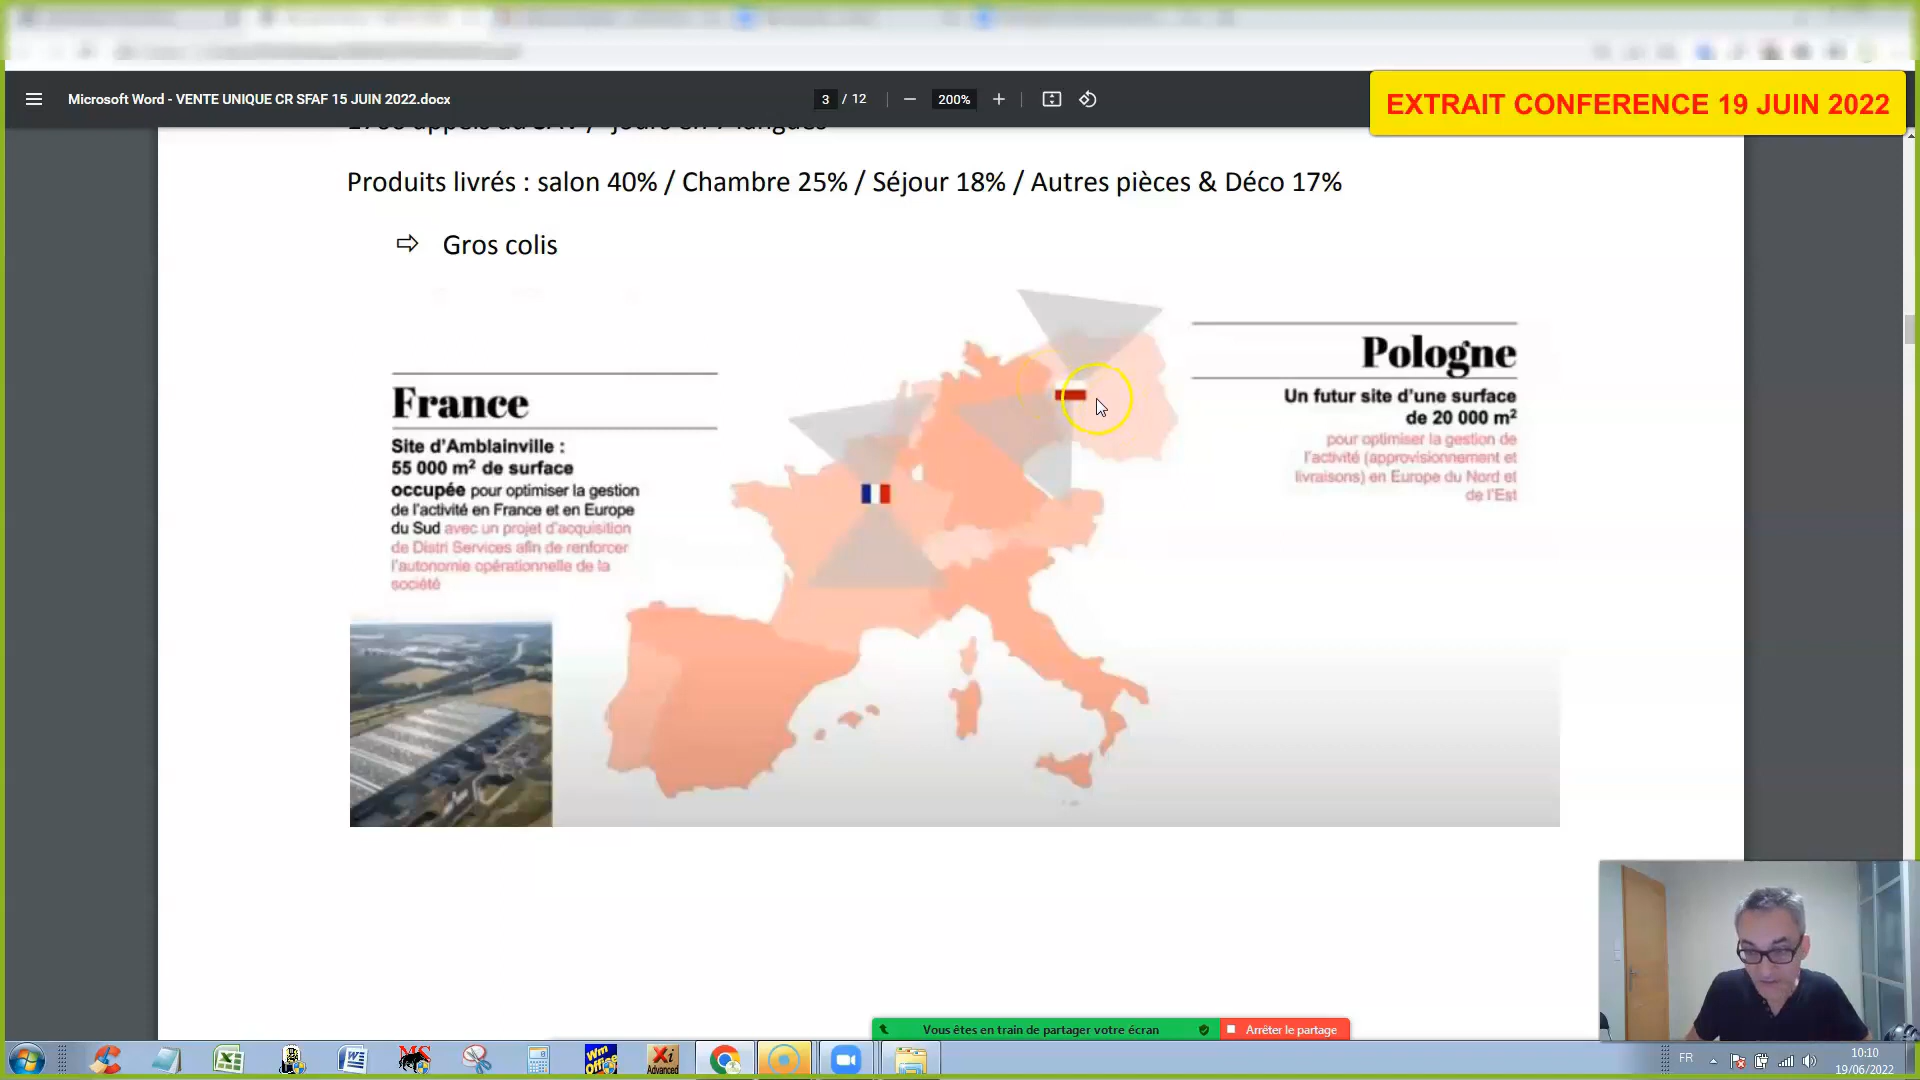 Microsoft Word - VENTE UNIQUE CR SFAF 15 JUIN 2022.docx
3 / 12
200%
EXTRAIT CONFERENCE 19 JUIN 2022
Produits livrés : salon 40% / Chambre 25% / Séjour 18% / Autres pièces & Déco 17%
⇨ Gros colis
France
Site d'Amblainville :
55 000 m² de surface
occupée pour optimiser la gestion
de l'activité en France et en Europe
du Sud avec un projet d'acquisition
de Distri Services afin de renforcer
l'autonomie opérationnelle de la
société
Pologne
Un futur site d'une surface
de 20 000 m²
pour optimiser la gestion de
l'activité (approvisionnement et
livraisons) en Europe du Nord et
de l'Est
Vous êtes en train de partager votre écran
Arrêter le partage
Wm
Office
Xi
Advanced
MS
FR
10:10
19/06/2022